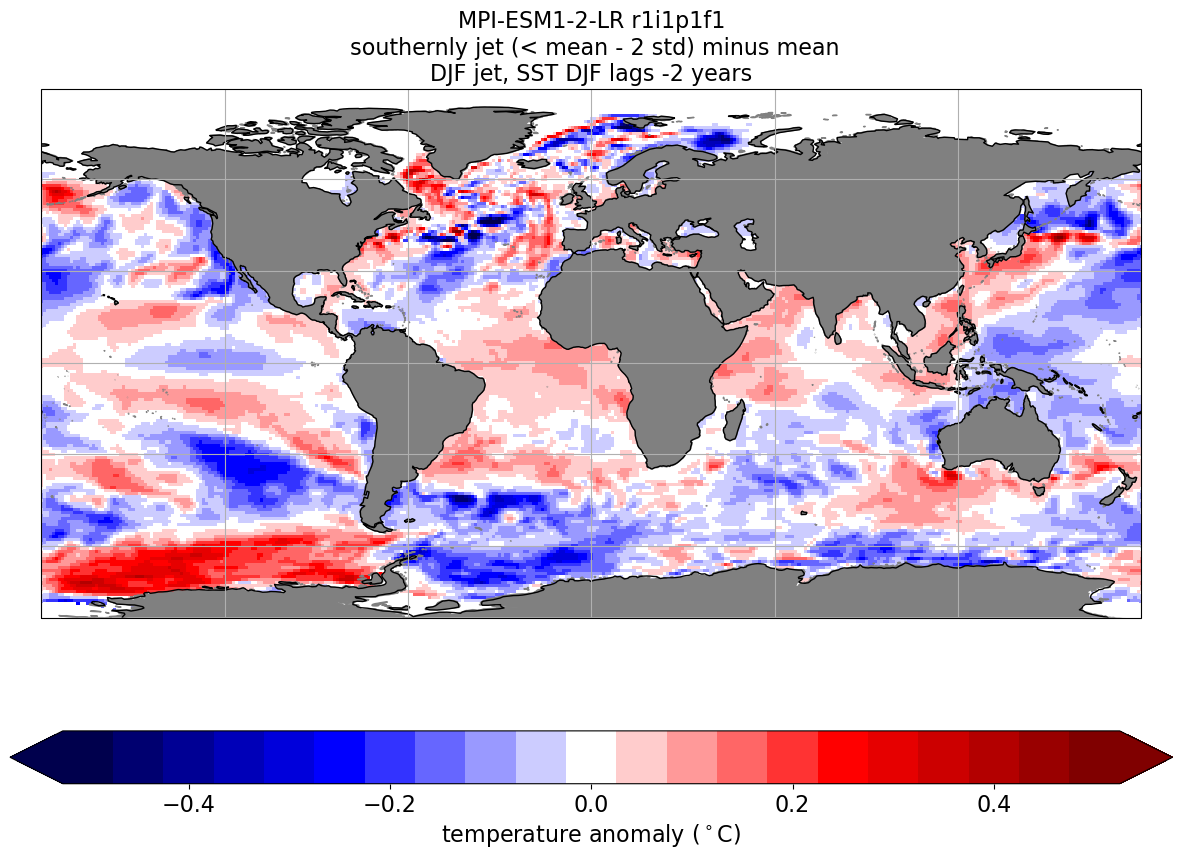 MPI-ESM1-2-LR r1i1p1f1
southernly jet (< mean - 2 std) minus mean
DJF jet, SST DJF lags -2 years
−0.4 −0.2 0.0 0.2 0.4
temperature anomaly (°C)